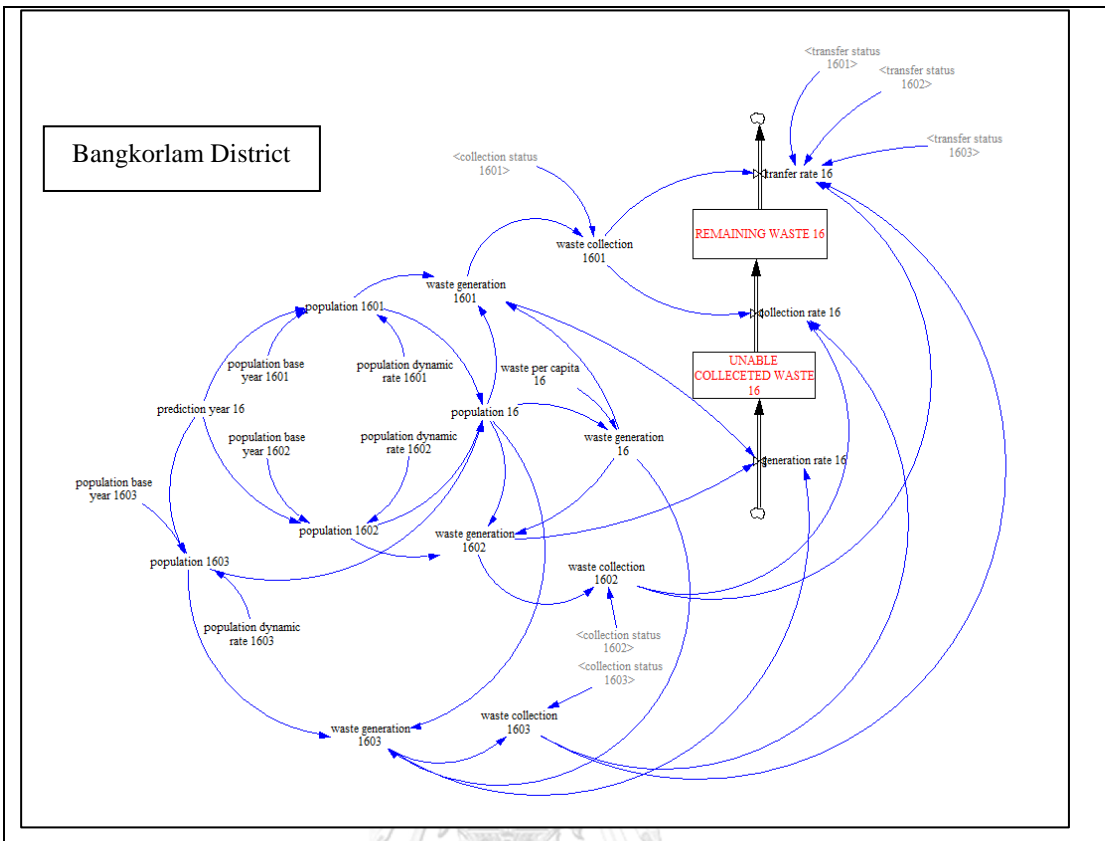 Bangkorlam District
<transfer status
1601>
<transfer status
1602>
<transfer status
1603>
<collection status
1601>
tranfer rate 16
REMAINING WASTE 16
waste collection
1601
waste generation
1601
population 1601
collection rate 16
population base
year 1601
population dynamic
rate 1601
waste per capita
16
UNABLE
COLLECETED WASTE
16
prediction year 16
population 16
population base
year 1602
population dynamic
rate 1602
waste generation
16
generation rate 16
population base
year 1603
population 1602
waste generation
1602
population 1603
waste collection
1602
population dynamic
rate 1603
<collection status
1602>
<collection status
1603>
waste generation
1603
waste collection
1603